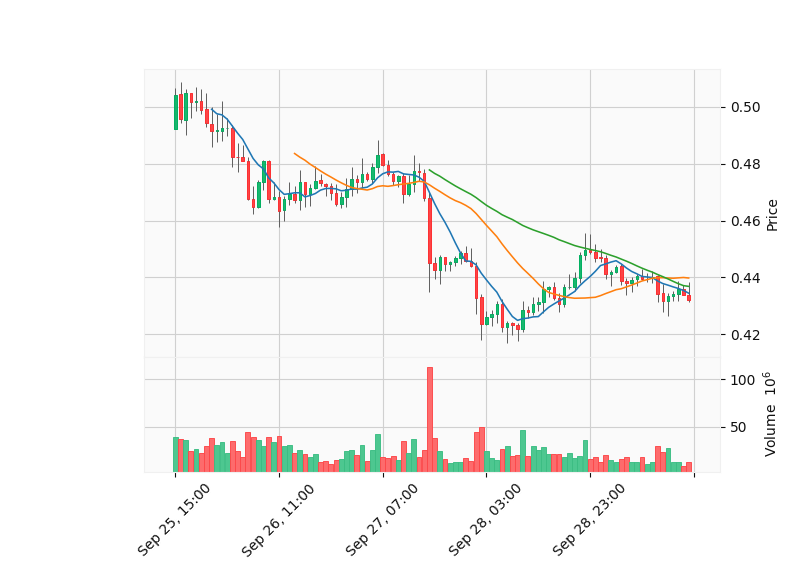 0.50
0.48
0.46
0.44
0.42
Price
100
50
Volume 10^6
Sep 25, 15:00
Sep 26, 11:00
Sep 27, 07:00
Sep 28, 03:00
Sep 28, 23:00